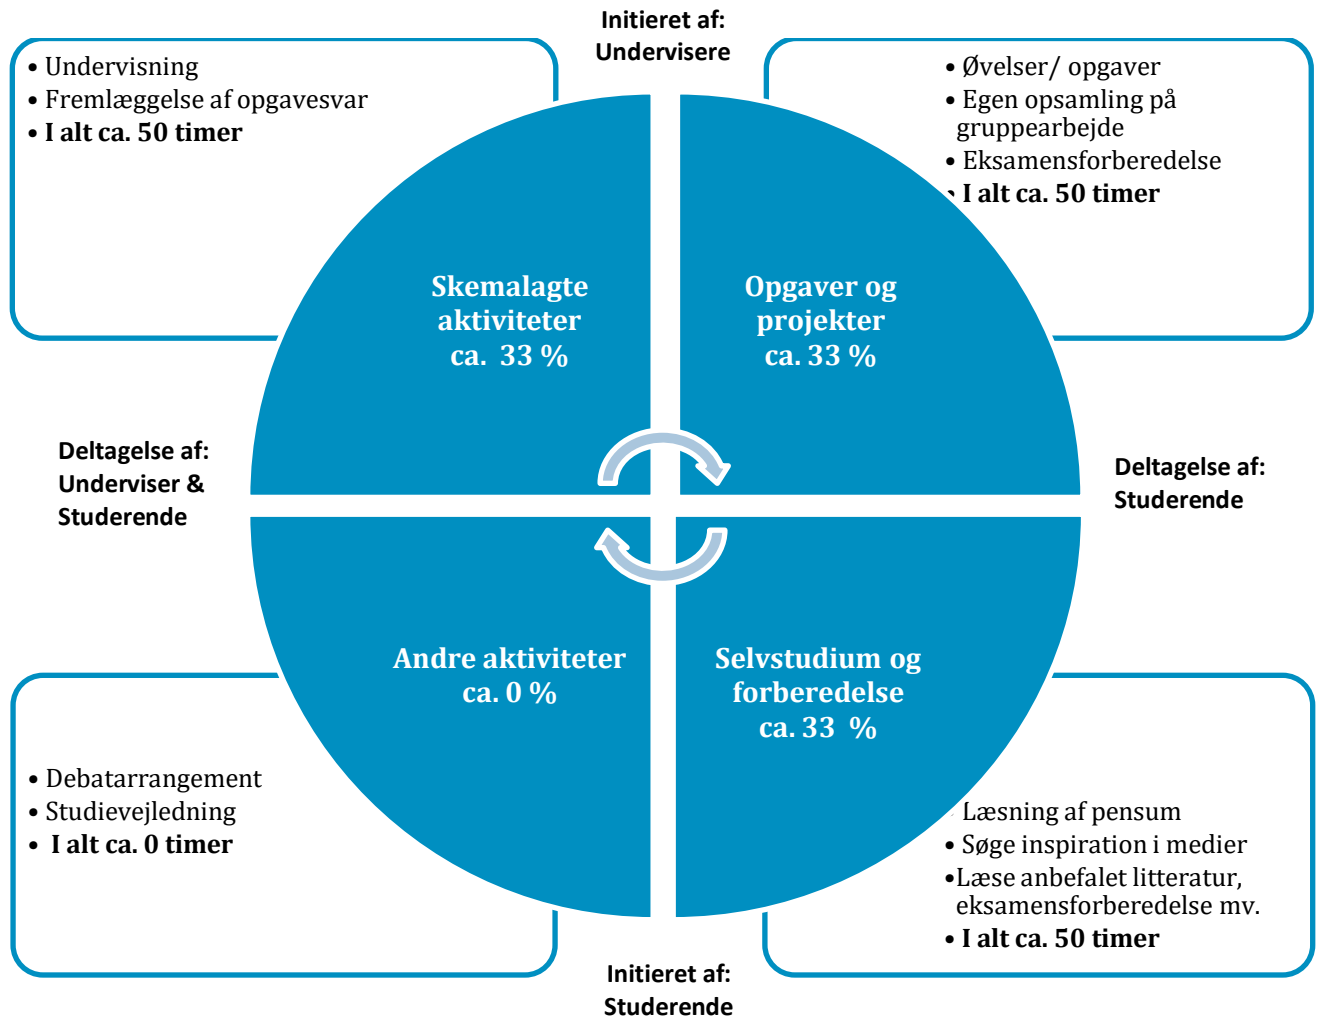 Initieret af:
Undervisere
• Undervisning
• Fremlæggelse af opgavesvar
• I alt ca. 50 timer
• Øvelser/ opgaver
• Egen opsamling på
gruppearbejde
• Eksamensforberedelse
• I alt ca. 50 timer
Skemalagte
aktiviteter
ca. 33 %
Opgaver og
projekter
ca. 33 %
Deltagelse af:
Underviser &
Studerende
Deltagelse af:
Studerende
Andre aktiviteter
ca. 0 %
Selvstudium og
forberedelse
ca. 33 %
• Debatarrangement
• Studievejledning
• I alt ca. 0 timer
• Læsning af pensum
• Søge inspiration i medier
•Læse anbefalet litteratur,
eksamensforberedelse mv.
• I alt ca. 50 timer
Initieret af:
Studerende